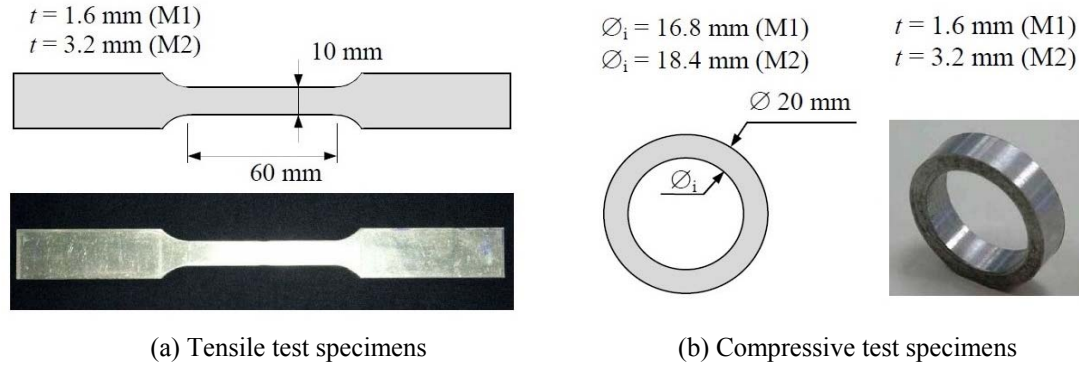 t = 1.6 mm (M1)
t = 3.2 mm (M2)
10 mm
60 mm
(a) Tensile test specimens
∅i = 16.8 mm (M1)
∅i = 18.4 mm (M2)
t = 1.6 mm (M1)
t = 3.2 mm (M2)
∅ 20 mm
∅i
(b) Compressive test specimens